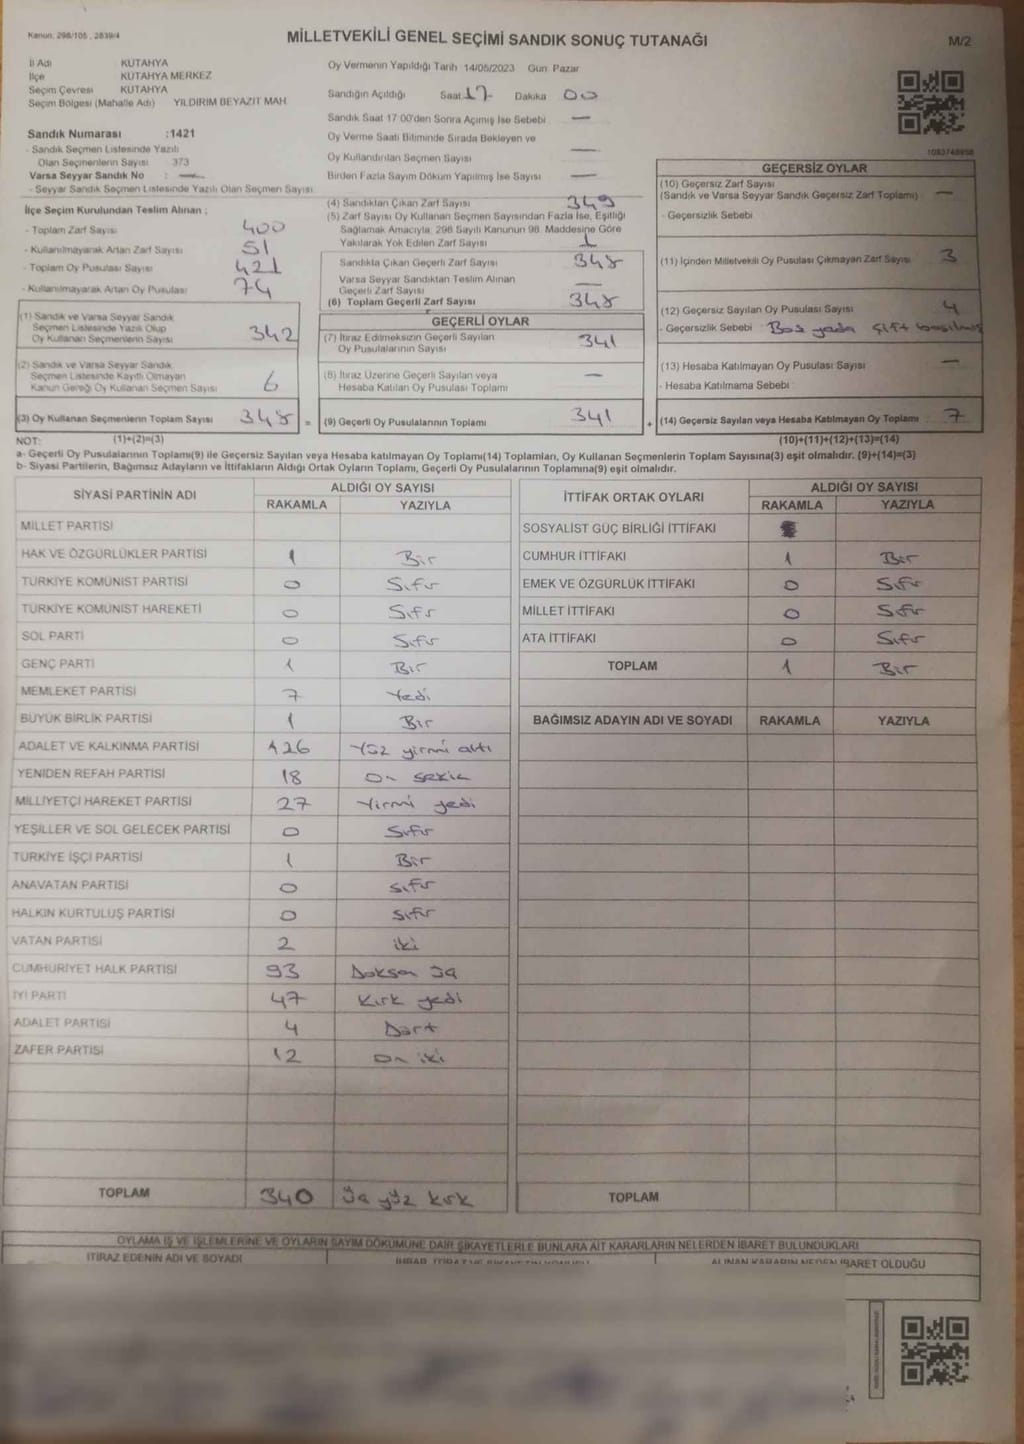 Kanun: 298/105 , 2839/4
MİLLETVEKİLİ GENEL SEÇİMİ SANDIK SONUÇ TUTANAĞI
M/2
İl Adı KUTAHYA
İlçe KUTAHYA MERKEZ
Seçim Çevresi KUTAHYA
Seçim Bölgesi (Mahalle Adı) YILDIRIM BEYAZIT MAH
Sandık Numarası :1421
- Sandık Seçmen Listesinde Yazılı
Olan Seçmenlerin Sayısı 373
Varsa Seyyar Sandık No : —
- Seyyar Sandık Seçmen Listesinde Yazılı Olan Seçmen Sayısı
Oy Vermenin Yapıldığı Tarih 14/05/2023 Gün Pazar
Sandığın Açıldığı Saat 17 Dakika 00
Sandık Saat 17 00'den Sonra Açımış İse Sebebi —
Oy Verme Saati Bitiminde Sırada Bekleyen ve
Oy Kullandırılan Seçmen Sayısı —
Birden Fazla Sayım Döküm Yapılmış İse Sayısı —
1083748958
İlçe Seçim Kurulundan Teslim Alınan ;
- Toplam Zarf Sayısı 400
- Kullanılmayarak Artan Zarf Sayısı 51
- Toplam Oy Pusulası Sayısı 421
- Kullanılmayarak Artan Oy Pusulası 74
(1) Sandık ve Varsa Seyyar Sandık
Seçmen Listesinde Yazılı Olup
Oy Kullanan Seçmenlerin Sayısı 342
(2) Sandık ve Varsa Seyyar Sandık
Seçmen Listesinde Kayıtlı Olmayan
Kanun Gereği Oy Kullanan Seçmen Sayısı 6
(3) Oy Kullanan Seçmenlerin Toplam Sayısı 348 =
(4) Sandıktan Çıkan Zarf Sayısı 349
(5) Zarf Sayısı Oy Kullanan Seçmen Sayısından Fazla İse, Eşitliği
Sağlamak Amacıyla, 298 Sayılı Kanunun 98. Maddesine Göre
Yakılarak Yok Edilen Zarf Sayısı 1
Sandıkta Çıkan Geçerli Zarf Sayısı 348
Varsa Seyyar Sandıktan Teslim Alınan
Geçerli Zarf Sayısı —
(6) Toplam Geçerli Zarf Sayısı 348
GEÇERLİ OYLAR
(7) İtiraz Edilmeksizin Geçerli Sayılan
Oy Pusulalarının Sayısı 341
(8) İtiraz Üzerine Geçerli Sayılan veya
Hesaba Katılan Oy Pusulası Toplamı —
(9) Geçerli Oy Pusulalarının Toplamı 341 +
GEÇERSİZ OYLAR
(10) Geçersiz Zarf Sayısı
(Sandık ve Varsa Seyyar Sandık Geçersiz Zarf Toplamı) —
- Geçersizlik Sebebi
(11) İçinden Milletvekili Oy Pusulası Çıkmayan Zarf Sayısı 3
(12) Geçersiz Sayılan Oy Pusulası Sayısı 4
- Geçersizlik Sebebi Boş yada çift basılmış
(13) Hesaba Katılmayan Oy Pusulası Sayısı —
- Hesaba Katılmama Sebebi
(14) Geçersiz Sayılan veya Hesaba Katılmayan Oy Toplamı 7
NOT: (1)+(2)=(3) (10)+(11)+(12)+(13)=(14)
a- Geçerli Oy Pusulalarının Toplamı(9) ile Geçersiz Sayılan veya Hesaba katılmayan Oy Toplamı(14) Toplamları, Oy Kullanan Seçmenlerin Toplam Sayısına(3) eşit olmalıdır. (9)+(14)=(3)
b- Siyasi Partilerin, Bağımsız Adayların ve İttifakların Aldığı Ortak Oyların Toplamı, Geçerli Oy Pusulalarının Toplamına(9) eşit olmalıdır.
SİYASİ PARTİNİN ADI ALDIĞI OY SAYISI
RAKAMLA YAZIYLA
MİLLET PARTİSİ
HAK VE ÖZGÜRLÜKLER PARTİSİ 1 Bir
TÜRKİYE KOMÜNİST PARTİSİ 0 Sıfır
TÜRKİYE KOMÜNİST HAREKETİ 0 Sıfır
SOL PARTİ 0 Sıfır
GENÇ PARTİ 1 Bir
MEMLEKET PARTİSİ 7 Yedi
BÜYÜK BİRLİK PARTİSİ 1 Bir
ADALET VE KALKINMA PARTİSİ 126 Yüz yirmi altı
YENİDEN REFAH PARTİSİ 18 On sekiz
MİLLİYETÇİ HAREKET PARTİSİ 27 Yirmi yedi
YEŞİLLER VE SOL GELECEK PARTİSİ 0 Sıfır
TÜRKİYE İŞÇİ PARTİSİ 1 Bir
ANAVATAN PARTİSİ 0 Sıfır
HALKIN KURTULUŞ PARTİSİ 0 Sıfır
VATAN PARTİSİ 2 iki
CUMHURİYET HALK PARTİSİ 93 Doksan üç
İYİ PARTİ 47 Kırk yedi
ADALET PARTİSİ 4 Dört
ZAFER PARTİSİ 12 On iki
TOPLAM 340 Üç yüz kırk
İTTİFAK ORTAK OYLARI ALDIĞI OY SAYISI
RAKAMLA YAZIYLA
SOSYALİST GÜÇ BİRLİĞİ İTTİFAKI
CUMHUR İTTİFAKI 1 Bir
EMEK VE ÖZGÜRLÜK İTTİFAKI 0 Sıfır
MİLLET İTTİFAKI 0 Sıfır
ATA İTTİFAKI 0 Sıfır
TOPLAM 1 Bir
BAĞIMSIZ ADAYIN ADI VE SOYADI RAKAMLA YAZIYLA
TOPLAM
OYLAMA İŞ VE İŞLEMLERİNE VE OYLARIN SAYIM DÖKÜMÜNE DAİR ŞİKAYETLERLE BUNLARA AİT KARARLARIN NELERDEN İBARET BULUNDUKLARI
İTİRAZ EDENİN ADI VE SOYADI
ALINAN KARARIN NEDEN İBARET OLDUĞU